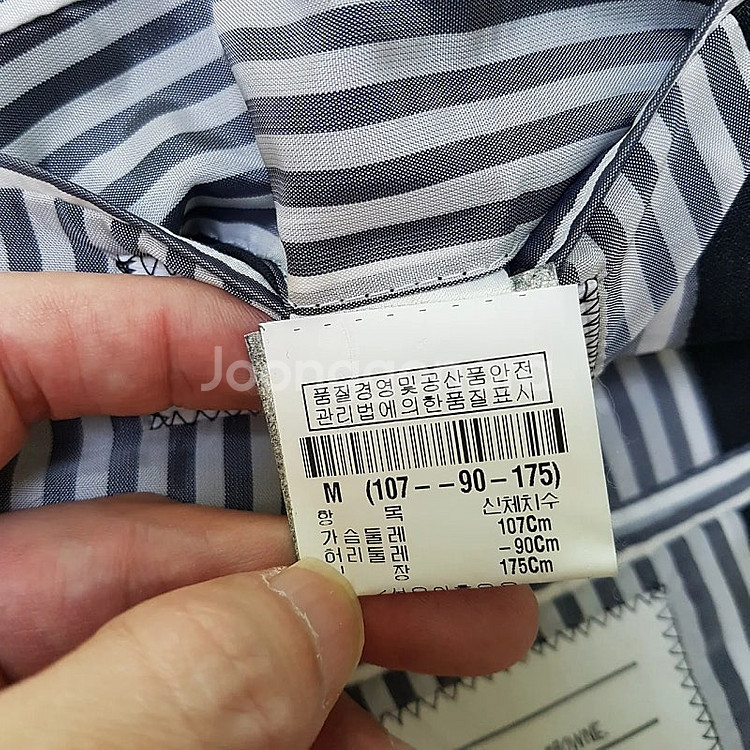 품질경영및공산품안전
관리법에의한품질표시
M (107--90-175)
항 목 신체치수
가슴둘레 107Cm
허리둘레 -90Cm
장 175Cm
BROWNE